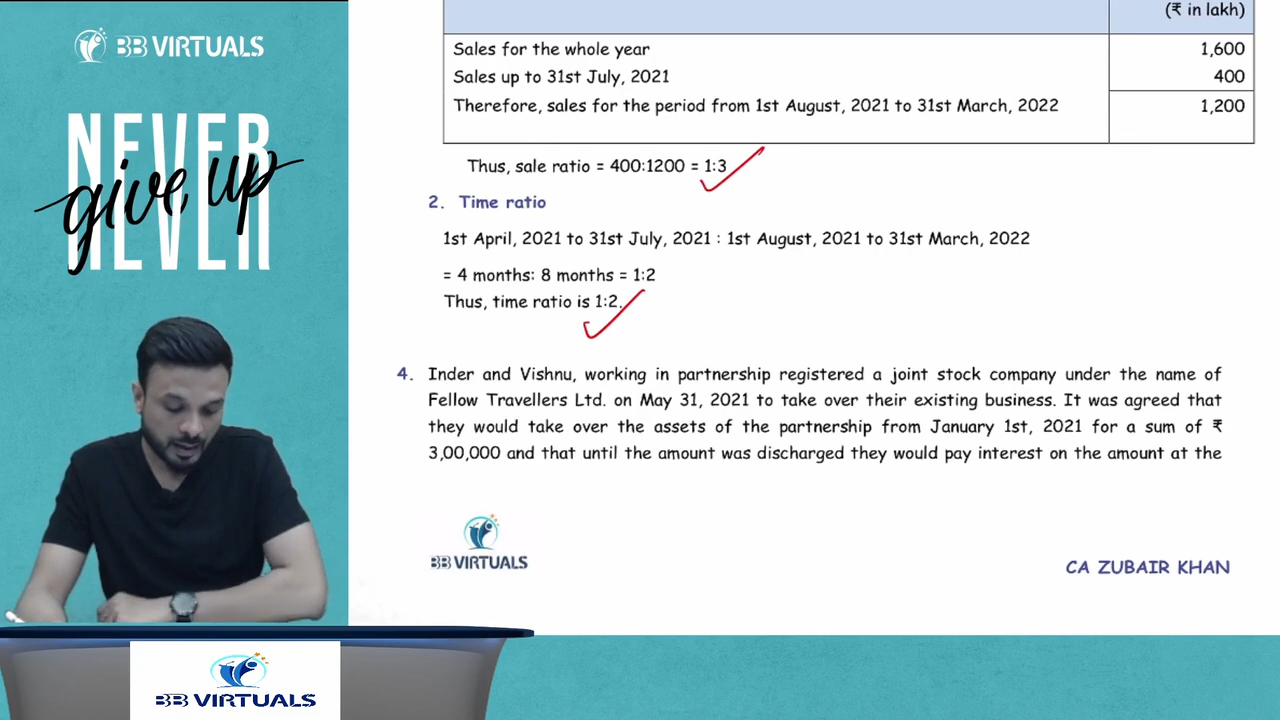 BB VIRTUALS
NEVER
give up
NEVER
(₹ in lakh)
Sales for the whole year 1,600
Sales up to 31st July, 2021 400
Therefore, sales for the period from 1st August, 2021 to 31st March, 2022 1,200
Thus, sale ratio = 400:1200 = 1:3
2. Time ratio
1st April, 2021 to 31st July, 2021 : 1st August, 2021 to 31st March, 2022
= 4 months: 8 months = 1:2
Thus, time ratio is 1:2.
4. Inder and Vishnu, working in partnership registered a joint stock company under the name of
Fellow Travellers Ltd. on May 31, 2021 to take over their existing business. It was agreed that
they would take over the assets of the partnership from January 1st, 2021 for a sum of ₹
3,00,000 and that until the amount was discharged they would pay interest on the amount at the
BB VIRTUALS
CA ZUBAIR KHAN
BB VIRTUALS